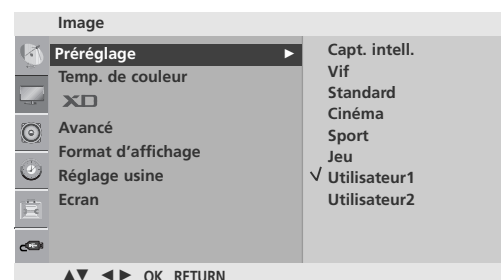 Image
Préréglage ►
Temp. de couleur
XD
Avancé
Format d’affichage
Réglage usine
Ecran
Capt. intell.
Vif
Standard
Cinéma
Sport
Jeu
√ Utilisateur1
Utilisateur2
▲▼ ◄► OK RETURN